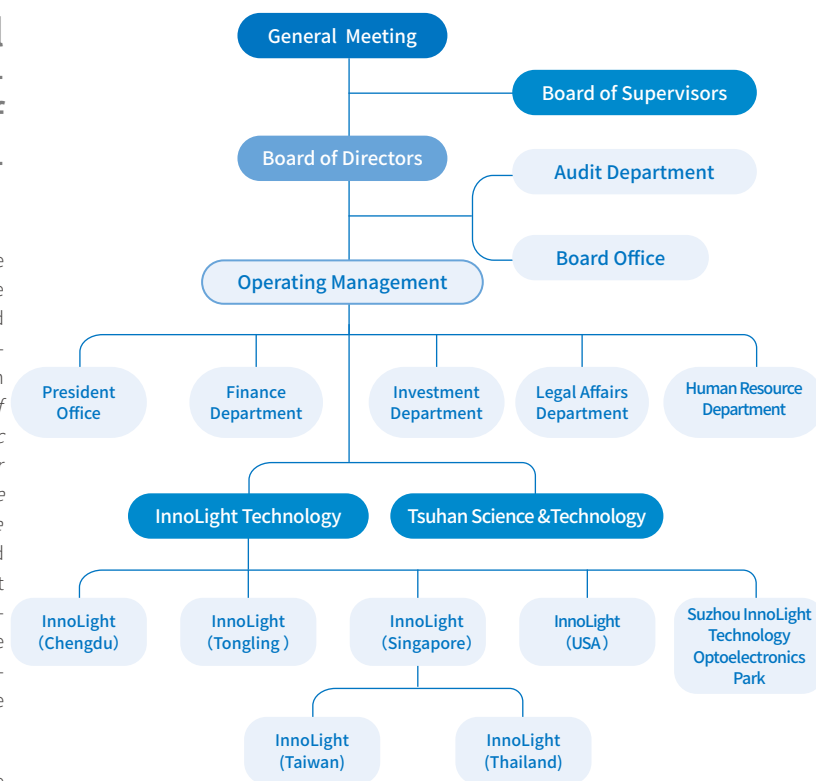 General Meeting
Board of Supervisors
Board of Directors
Audit Department
Board Office
Operating Management
President
Office
Finance
Department
Investment
Department
Legal Affairs
Department
Human Resource
Department
InnoLight Technology
Tsuhan Science &Technology
InnoLight
（Chengdu）
InnoLight
（Tongling ）
InnoLight
（Singapore）
InnoLight
（USA ）
Suzhou InnoLight
Technology
Optoelectronics
Park
InnoLight
(Taiwan)
InnoLight
(Thailand)